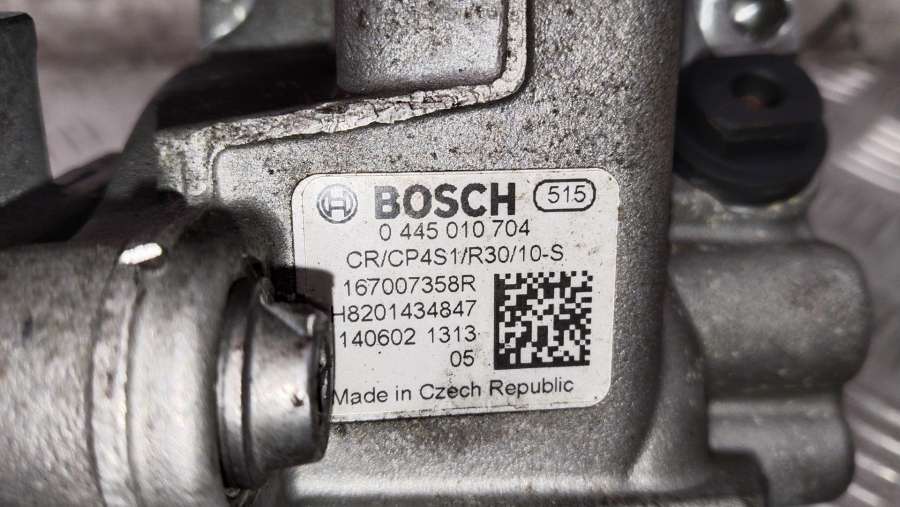 BOSCH 515
0 445 010 704
CR/CP4S1/R30/10-S
167007358R
H8201434847
140602 1313
05
Made in Czech Republic